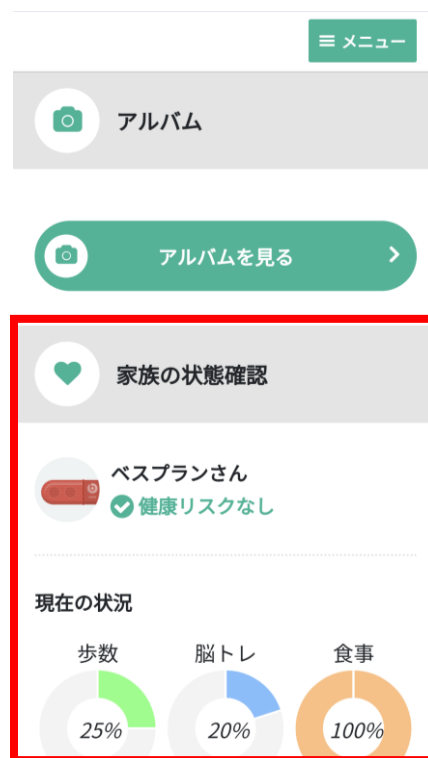 メニュー
アルバム
アルバムを見る
家族の状態確認
ベスプランさん
健康リスクなし
現在の状況
歩数 脳トレ 食事
25% 20% 100%